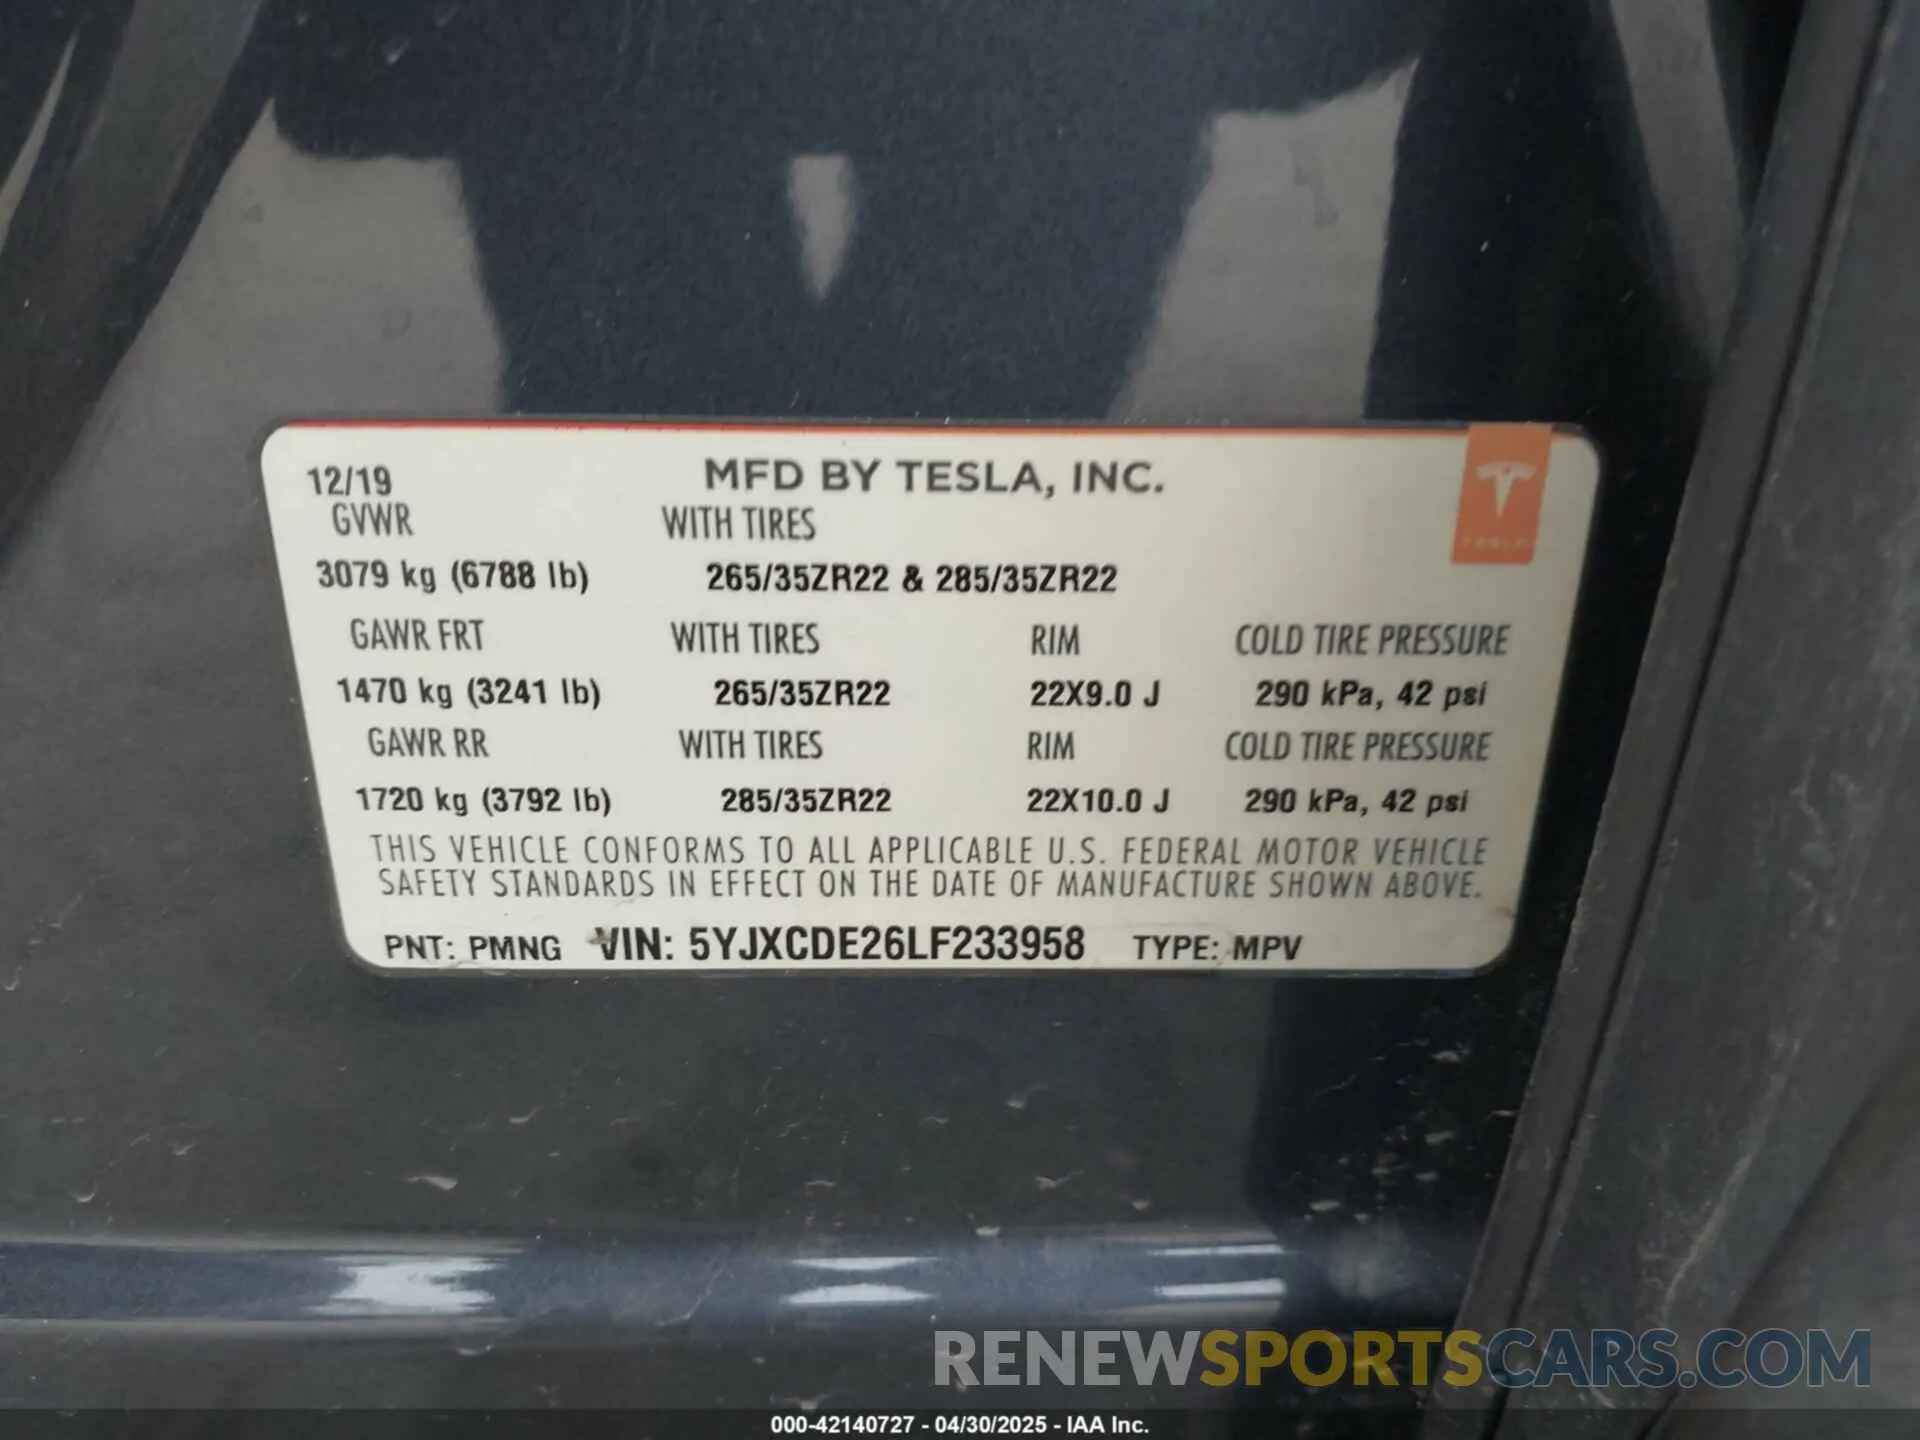 12/19 MFD BY TESLA, INC.
GVWR WITH TIRES
3079 kg (6788 lb) 265/35ZR22 & 285/35ZR22
GAWR FRT WITH TIRES RIM COLD TIRE PRESSURE
1470 kg (3241 lb) 265/35ZR22 22X9.0 J 290 kPa, 42 psi
GAWR RR WITH TIRES RIM COLD TIRE PRESSURE
1720 kg (3792 lb) 285/35ZR22 22X10.0 J 290 kPa, 42 psi
THIS VEHICLE CONFORMS TO ALL APPLICABLE U.S. FEDERAL MOTOR VEHICLE
SAFETY STANDARDS IN EFFECT ON THE DATE OF MANUFACTURE SHOWN ABOVE.
PNT: PMNG VIN: 5YJXCDE26LF233958 TYPE: MPV
TESLA
RENEWSPORTSCARS.COM
000-42140727 - 04/30/2025 - IAA Inc.